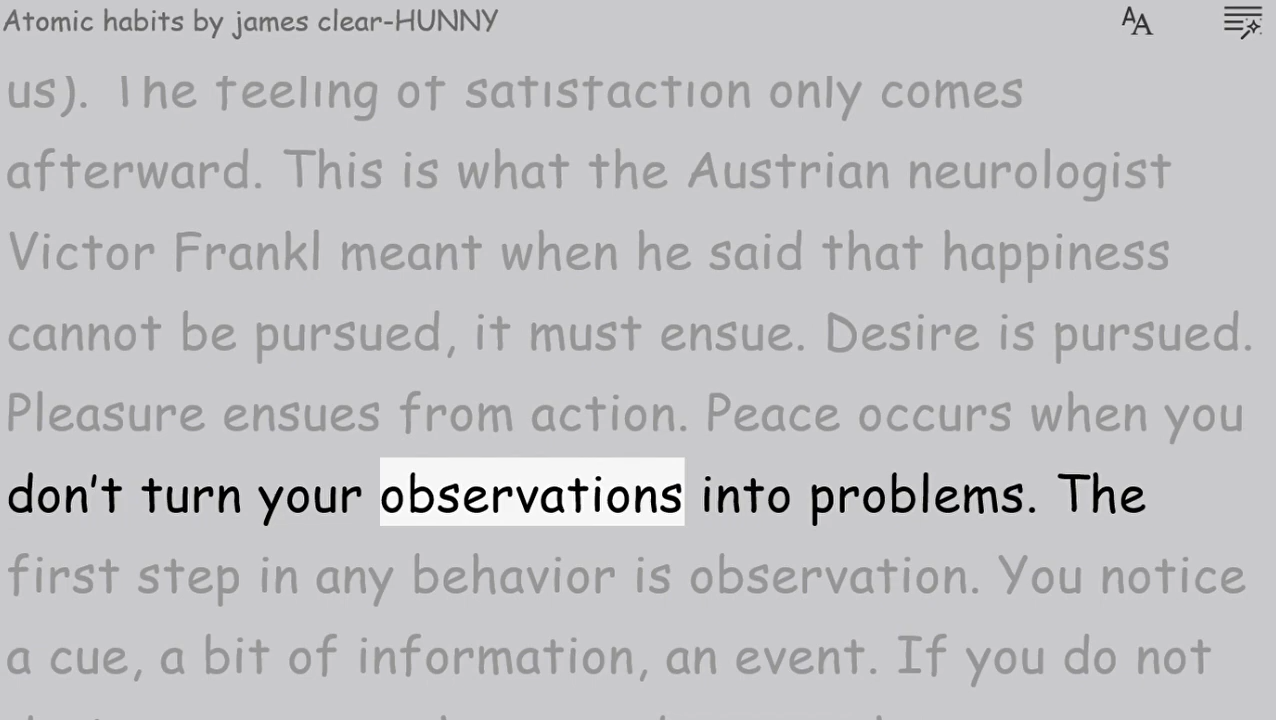 Atomic habits by james clear-HUNNY
us). The feeling of satisfaction only comes
afterward. This is what the Austrian neurologist
Victor Frankl meant when he said that happiness
cannot be pursued, it must ensue. Desire is pursued.
Pleasure ensues from action. Peace occurs when you
don't turn your observations into problems. The
first step in any behavior is observation. You notice
a cue, a bit of information, an event. If you do not